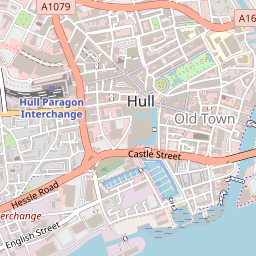 A1079
A16
Hull Paragon
Interchange
Hull
Old Town
Castle Street
Hessle Road
erchange
English Street